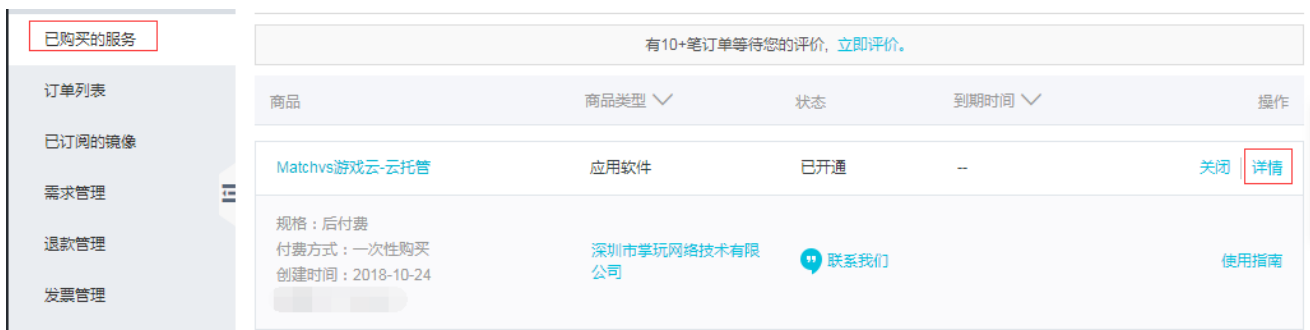 已购买的服务
订单列表
已订阅的镜像
需求管理
退款管理
发票管理
有10+笔订单等待您的评价, 立即评价。
商品 商品类型 状态 到期时间 操作
Matchvs游戏云-云托管 应用软件 已开通 -- 关闭 详情
规格：后付费
付费方式：一次性购买
创建时间：2018-10-24
深圳市掌玩网络技术有限
公司
联系我们
使用指南